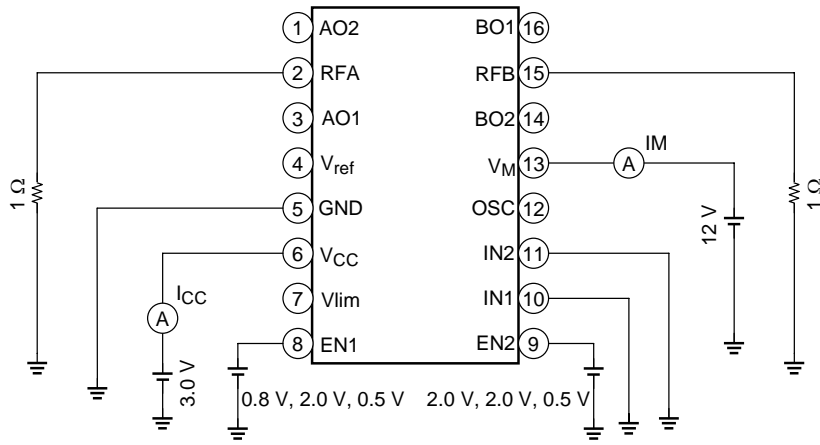 1 AO2 BO1 16
2 RFA RFB 15
3 AO1 BO2 14
IM
4 Vref VM 13 A
1 Ω 1 Ω
5 GND OSC 12
12 V
6 VCC IN2 11
ICC
7 Vlim IN1 10
A
8 EN1 EN2 9
3.0 V
0.8 V, 2.0 V, 0.5 V 2.0 V, 2.0 V, 0.5 V